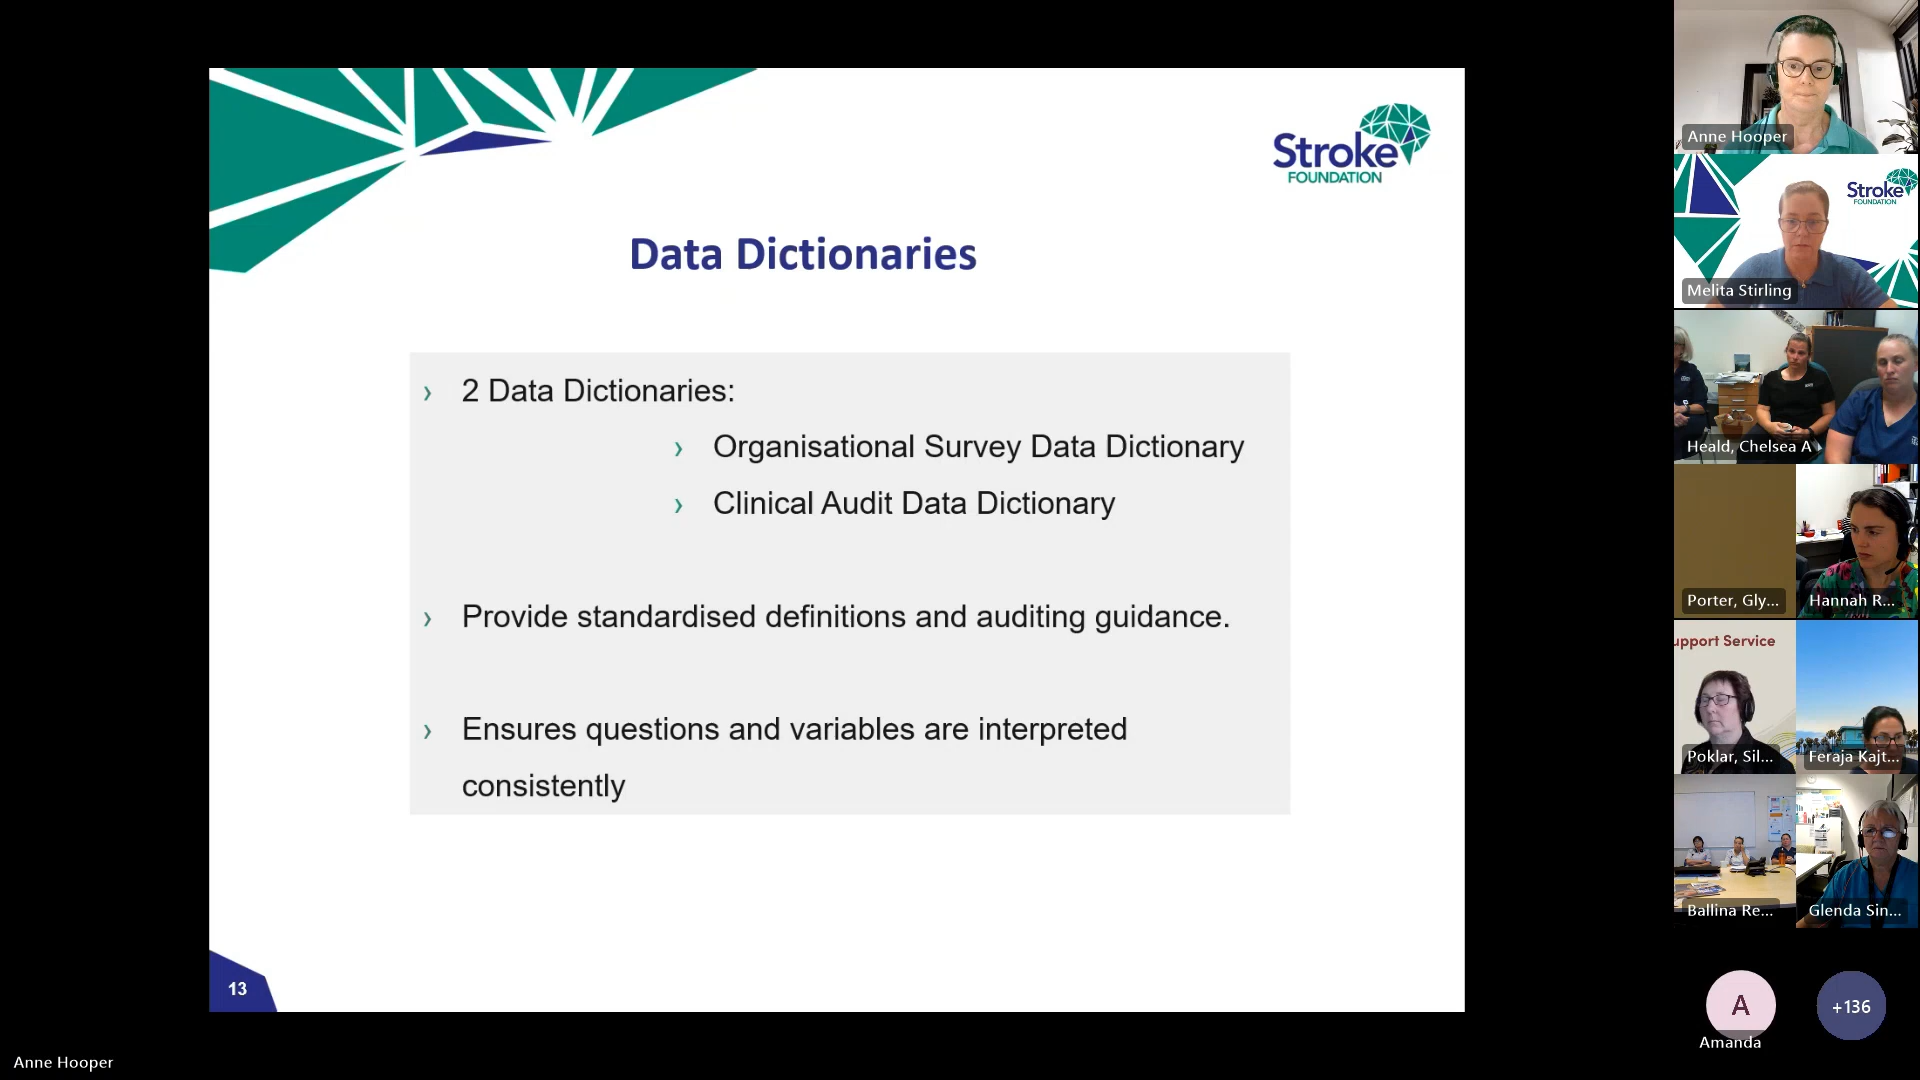 Stroke
FOUNDATION
Data Dictionaries
› 2 Data Dictionaries:
› Organisational Survey Data Dictionary
› Clinical Audit Data Dictionary
› Provide standardised definitions and auditing guidance.
› Ensures questions and variables are interpreted
consistently
13
Anne Hooper
Anne Hooper
Stroke
FOUNDATION
Melita Stirling
Heald, Chelsea A
Porter, Gly...
Hannah R...
upport Service
Poklar, Sil...
Feraja Kajt...
Ballina Re...
Glenda Sin...
A
Amanda
+136